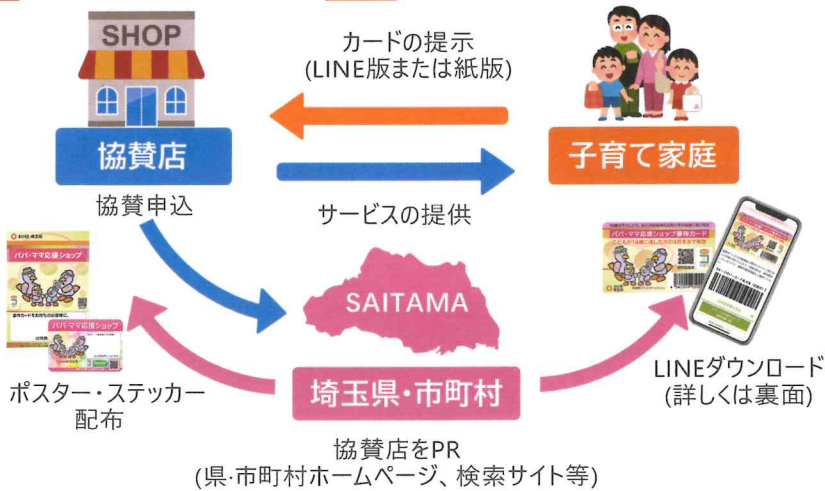 SHOP
カードの提示
(LINE版または紙版)
協賛店
子育て家庭
協賛申込
サービスの提供
パパ・ママ応援ショップ
パパ・ママ応援ショップ
パパ・ママ応援ショップ優待カード
SAITAMA
ポスター・ステッカー
配布
埼玉県・市町村
LINEダウンロード
(詳しくは裏面)
協賛店をPR
(県・市町村ホームページ、検索サイト等)